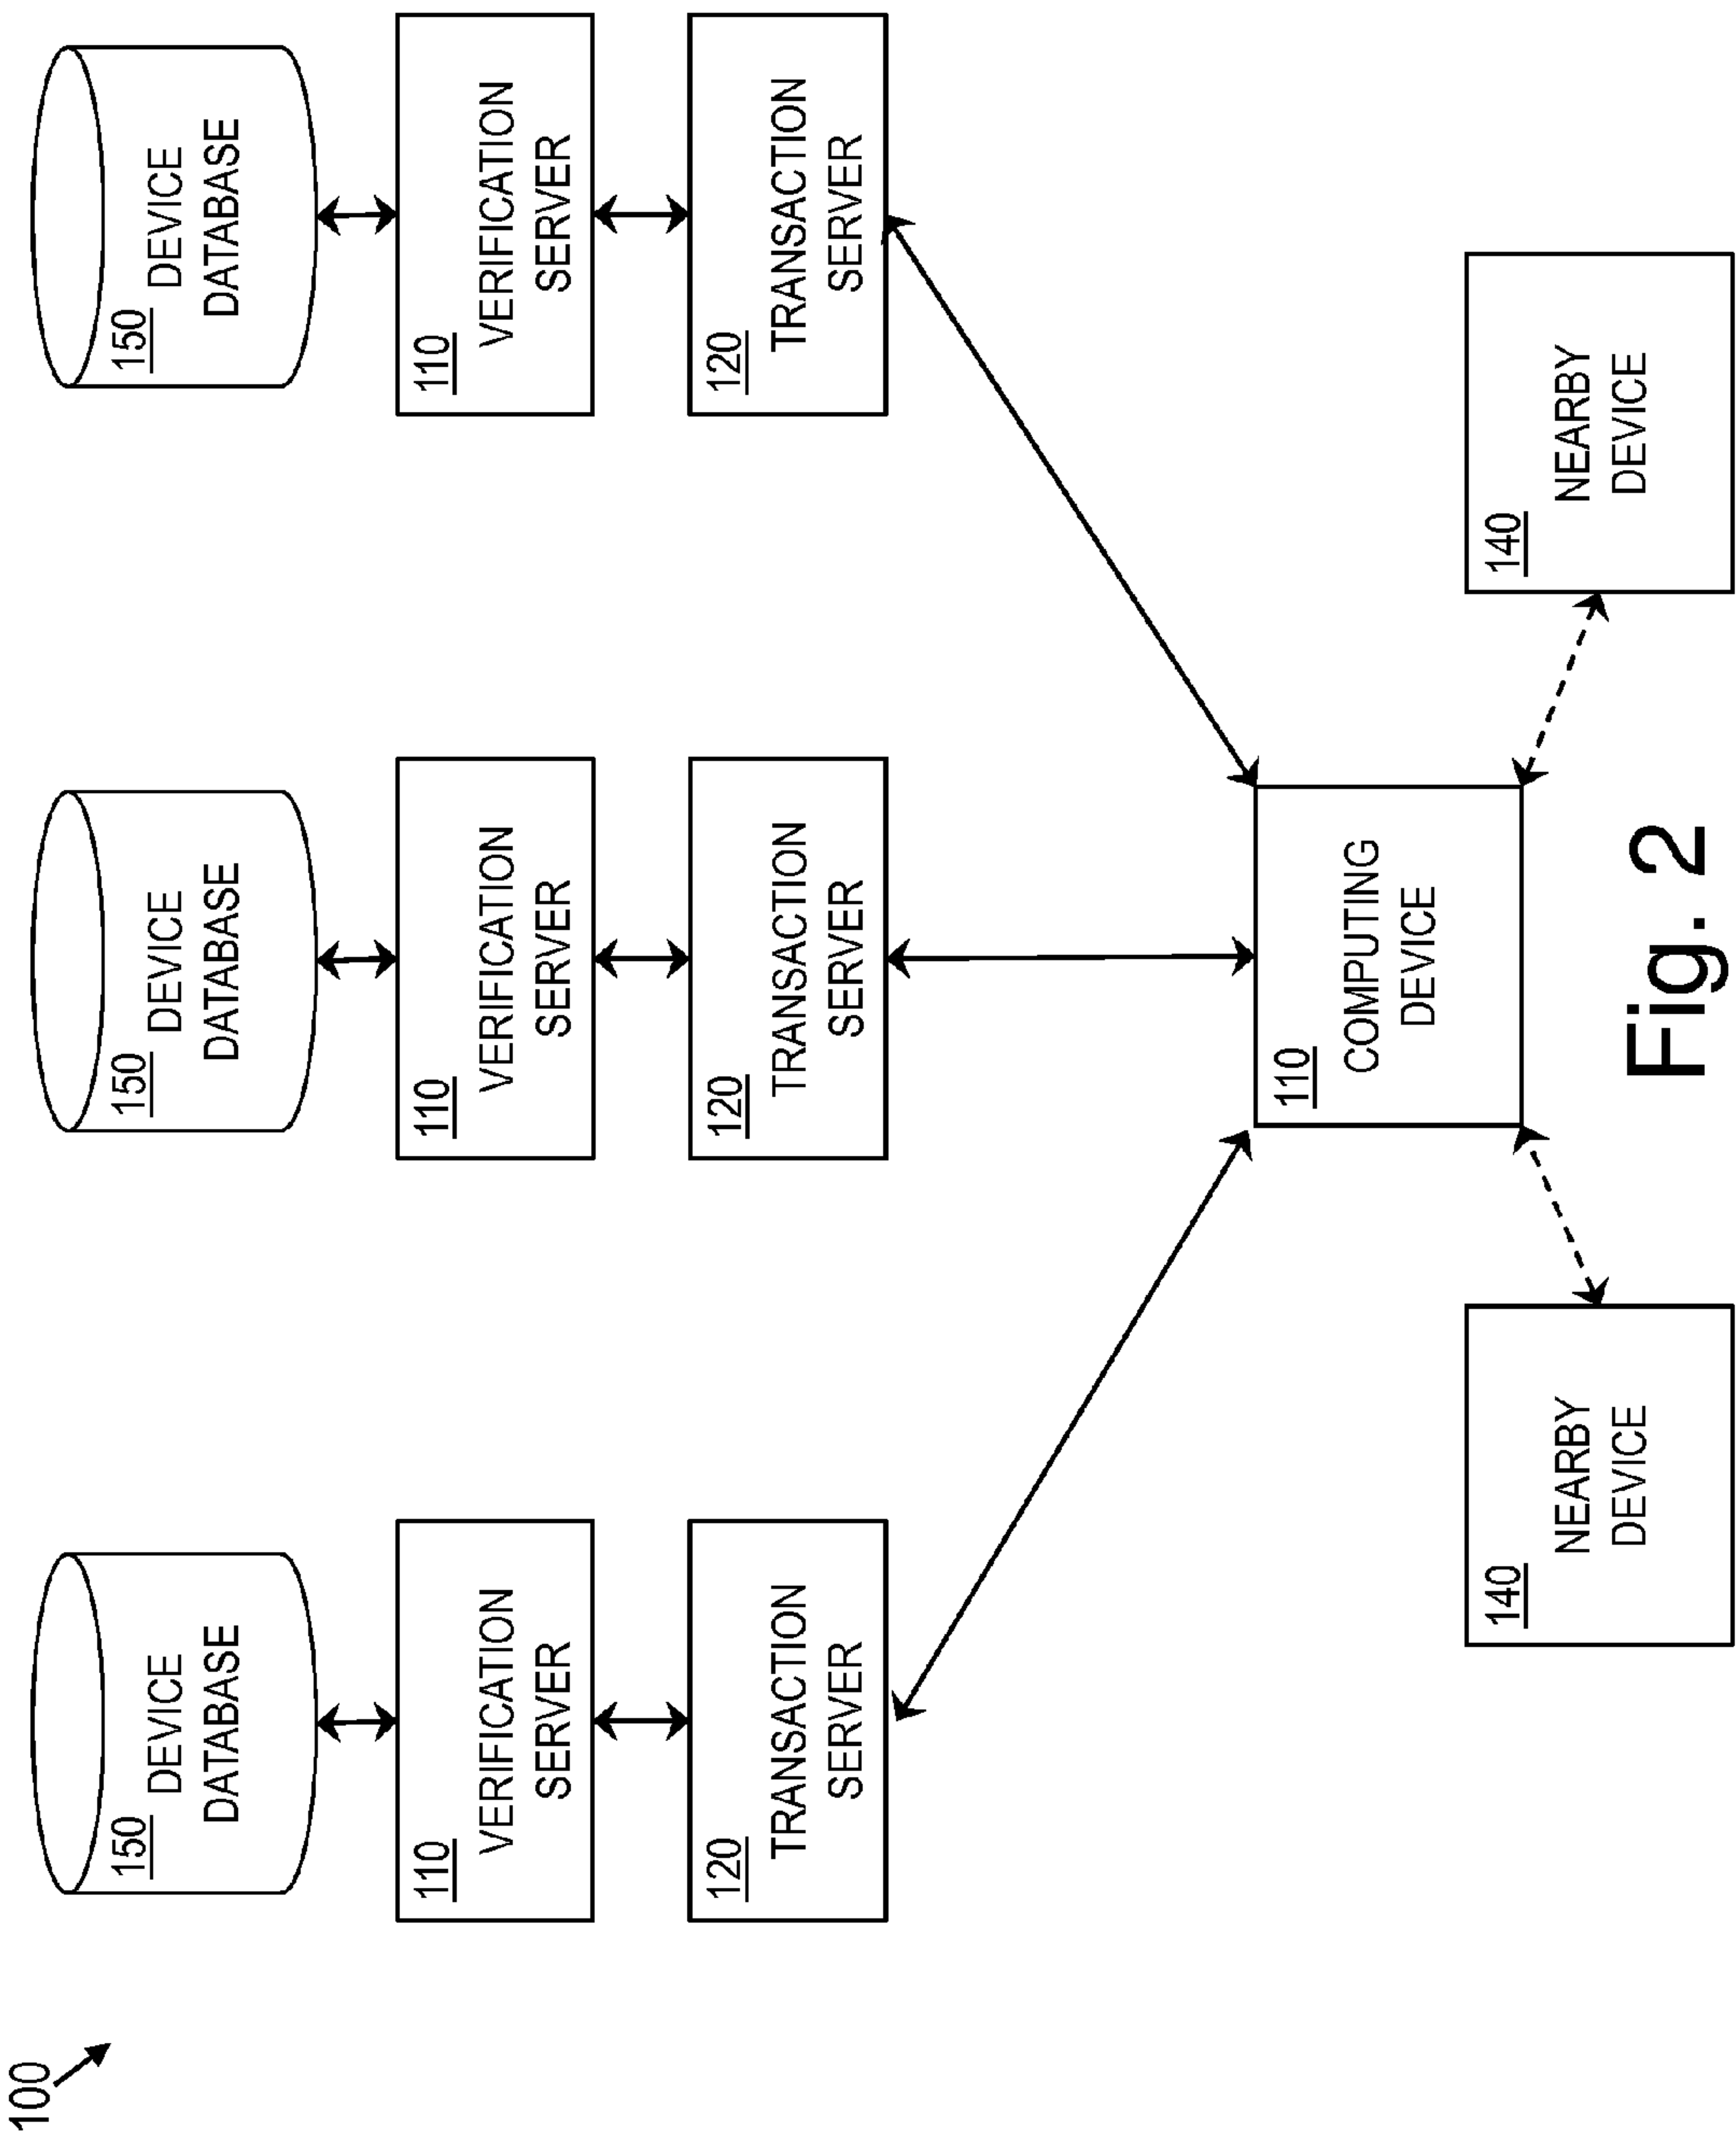 100
150
DEVICE
DATABASE
150
DEVICE
DATABASE
150
DEVICE
DATABASE
110
VERIFICATION
SERVER
110
VERIFICATION
SERVER
110
VERIFICATION
SERVER
120
TRANSACTION
SERVER
120
TRANSACTION
SERVER
120
TRANSACTION
SERVER
110
COMPUTING
DEVICE
140
NEARBY
DEVICE
140
NEARBY
DEVICE
Fig. 2